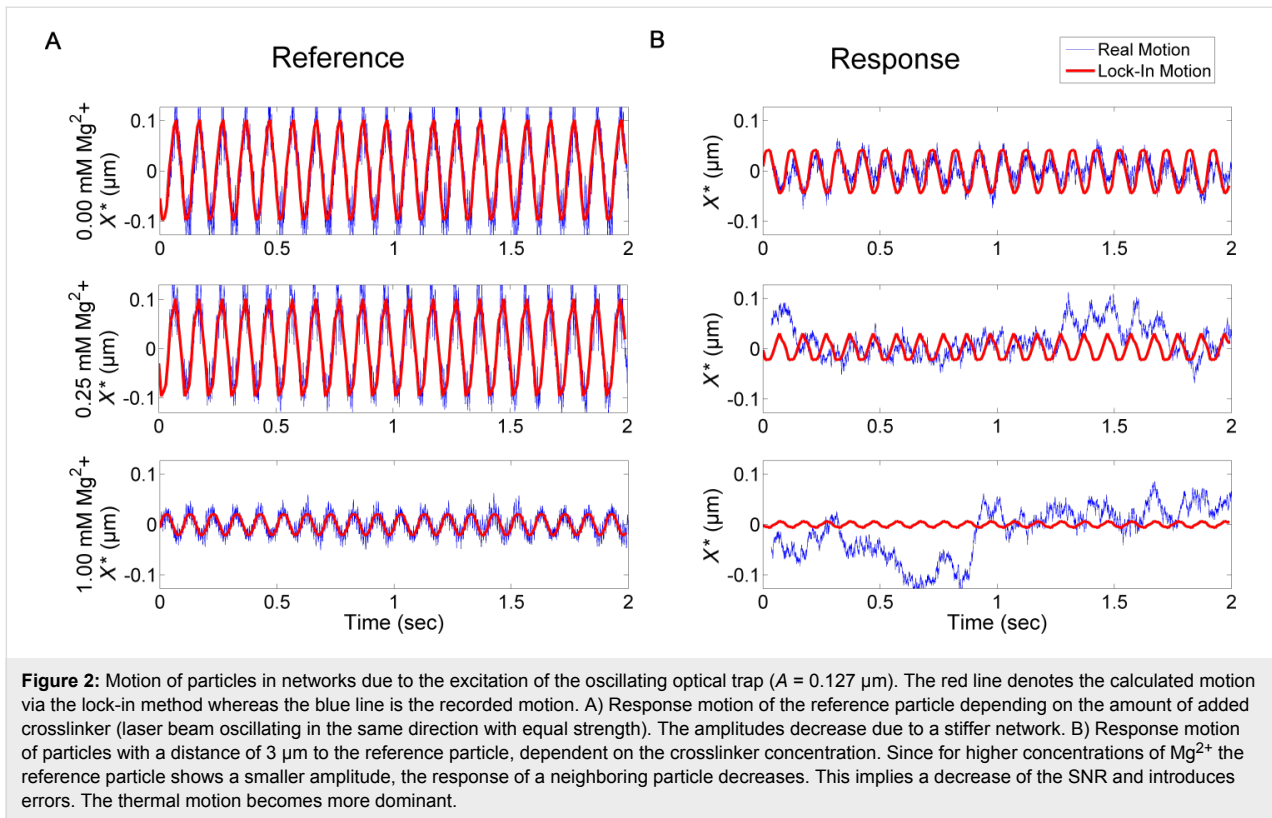 A
Reference
B
Response
Real Motion
Lock-In Motion
0.00 mM Mg2+
X* (µm)
0.1
0
-0.1
0
0.5
1
1.5
2
X* (µm)
0.1
0
-0.1
0
0.5
1
1.5
2
0.25 mM Mg2+
X* (µm)
0.1
0
-0.1
0
0.5
1
1.5
2
X* (µm)
0.1
0
-0.1
0
0.5
1
1.5
2
1.00 mM Mg2+
X* (µm)
0.1
0
-0.1
0
0.5
1
1.5
2
Time (sec)
X* (µm)
0.1
0
-0.1
0
0.5
1
1.5
2
Time (sec)
Figure 2: Motion of particles in networks due to the excitation of the oscillating optical trap (A = 0.127 µm). The red line denotes the calculated motion
via the lock-in method whereas the blue line is the recorded motion. A) Response motion of the reference particle depending on the amount of added
crosslinker (laser beam oscillating in the same direction with equal strength). The amplitudes decrease due to a stiffer network. B) Response motion
of particles with a distance of 3 µm to the reference particle, dependent on the crosslinker concentration. Since for higher concentrations of Mg2+ the
reference particle shows a smaller amplitude, the response of a neighboring particle decreases. This implies a decrease of the SNR and introduces
errors. The thermal motion becomes more dominant.